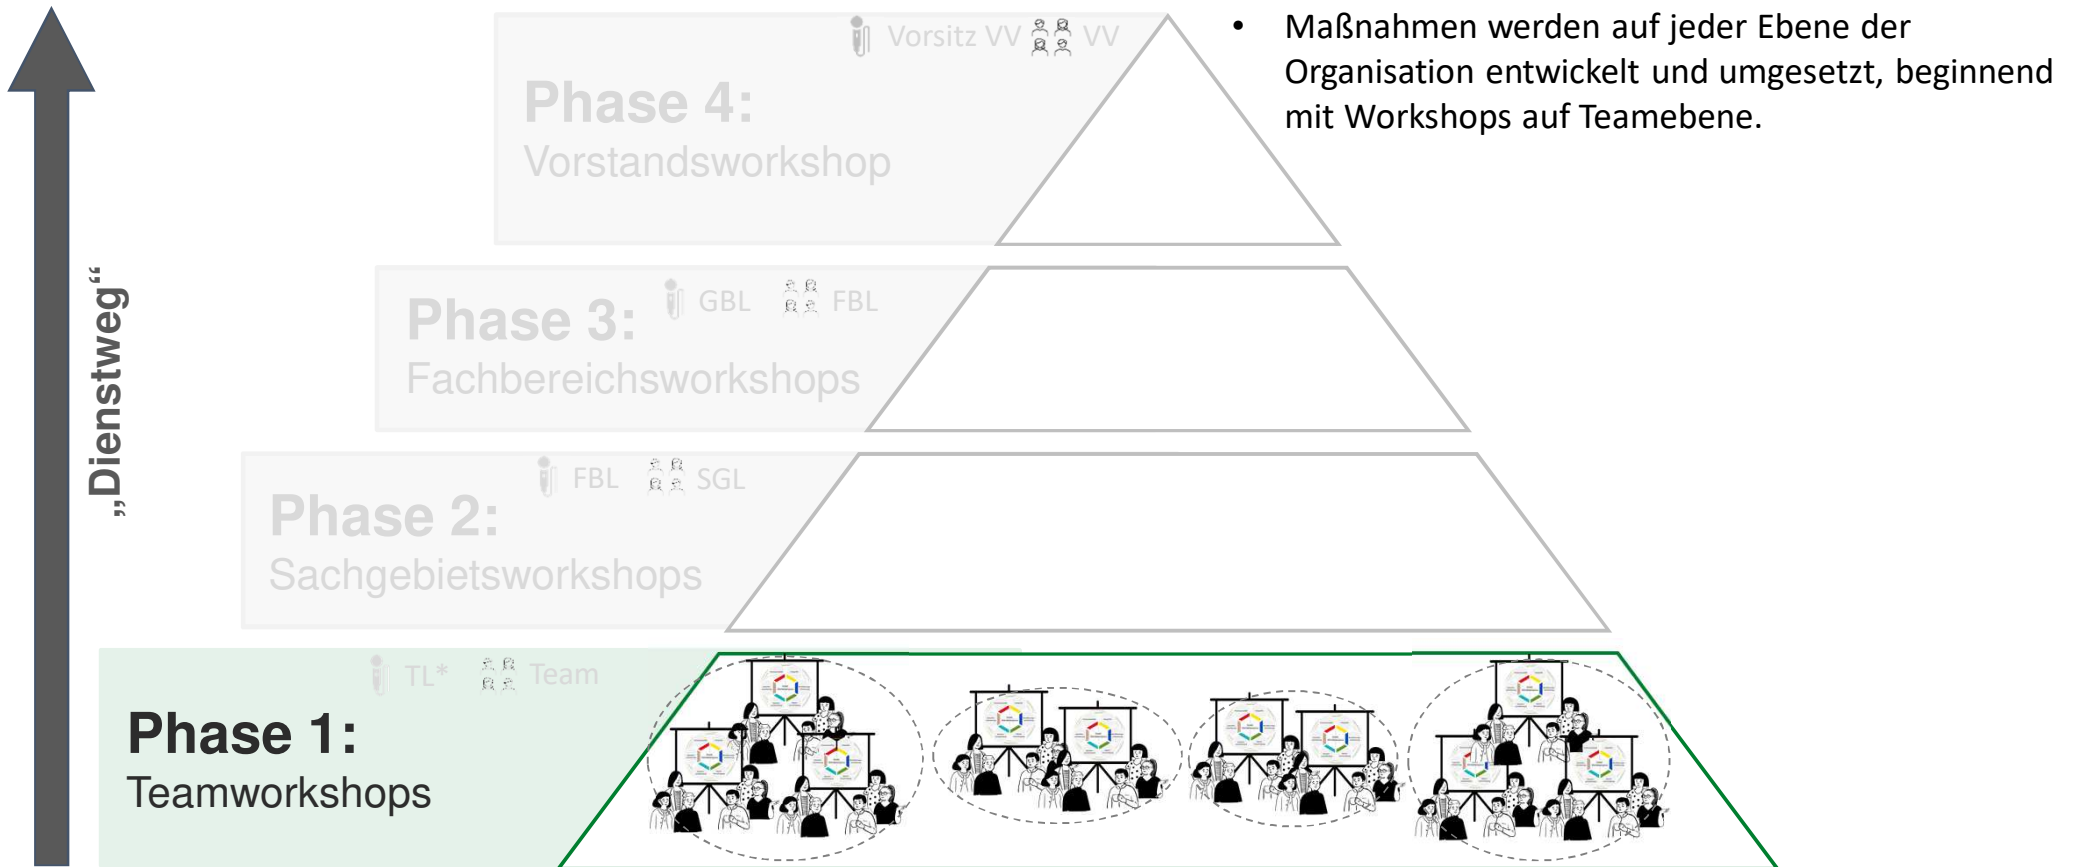 Vorsitz VV VV
Phase 4:
Vorstandsworkshop
• Maßnahmen werden auf jeder Ebene der
Organisation entwickelt und umgesetzt, beginnend
mit Workshops auf Teamebene.
„Dienstweg“
GBL FBL
Phase 3:
Fachbereichsworkshops
FBL SGL
Phase 2:
Sachgebietsworkshops
TL* Team
Phase 1:
Teamworkshops